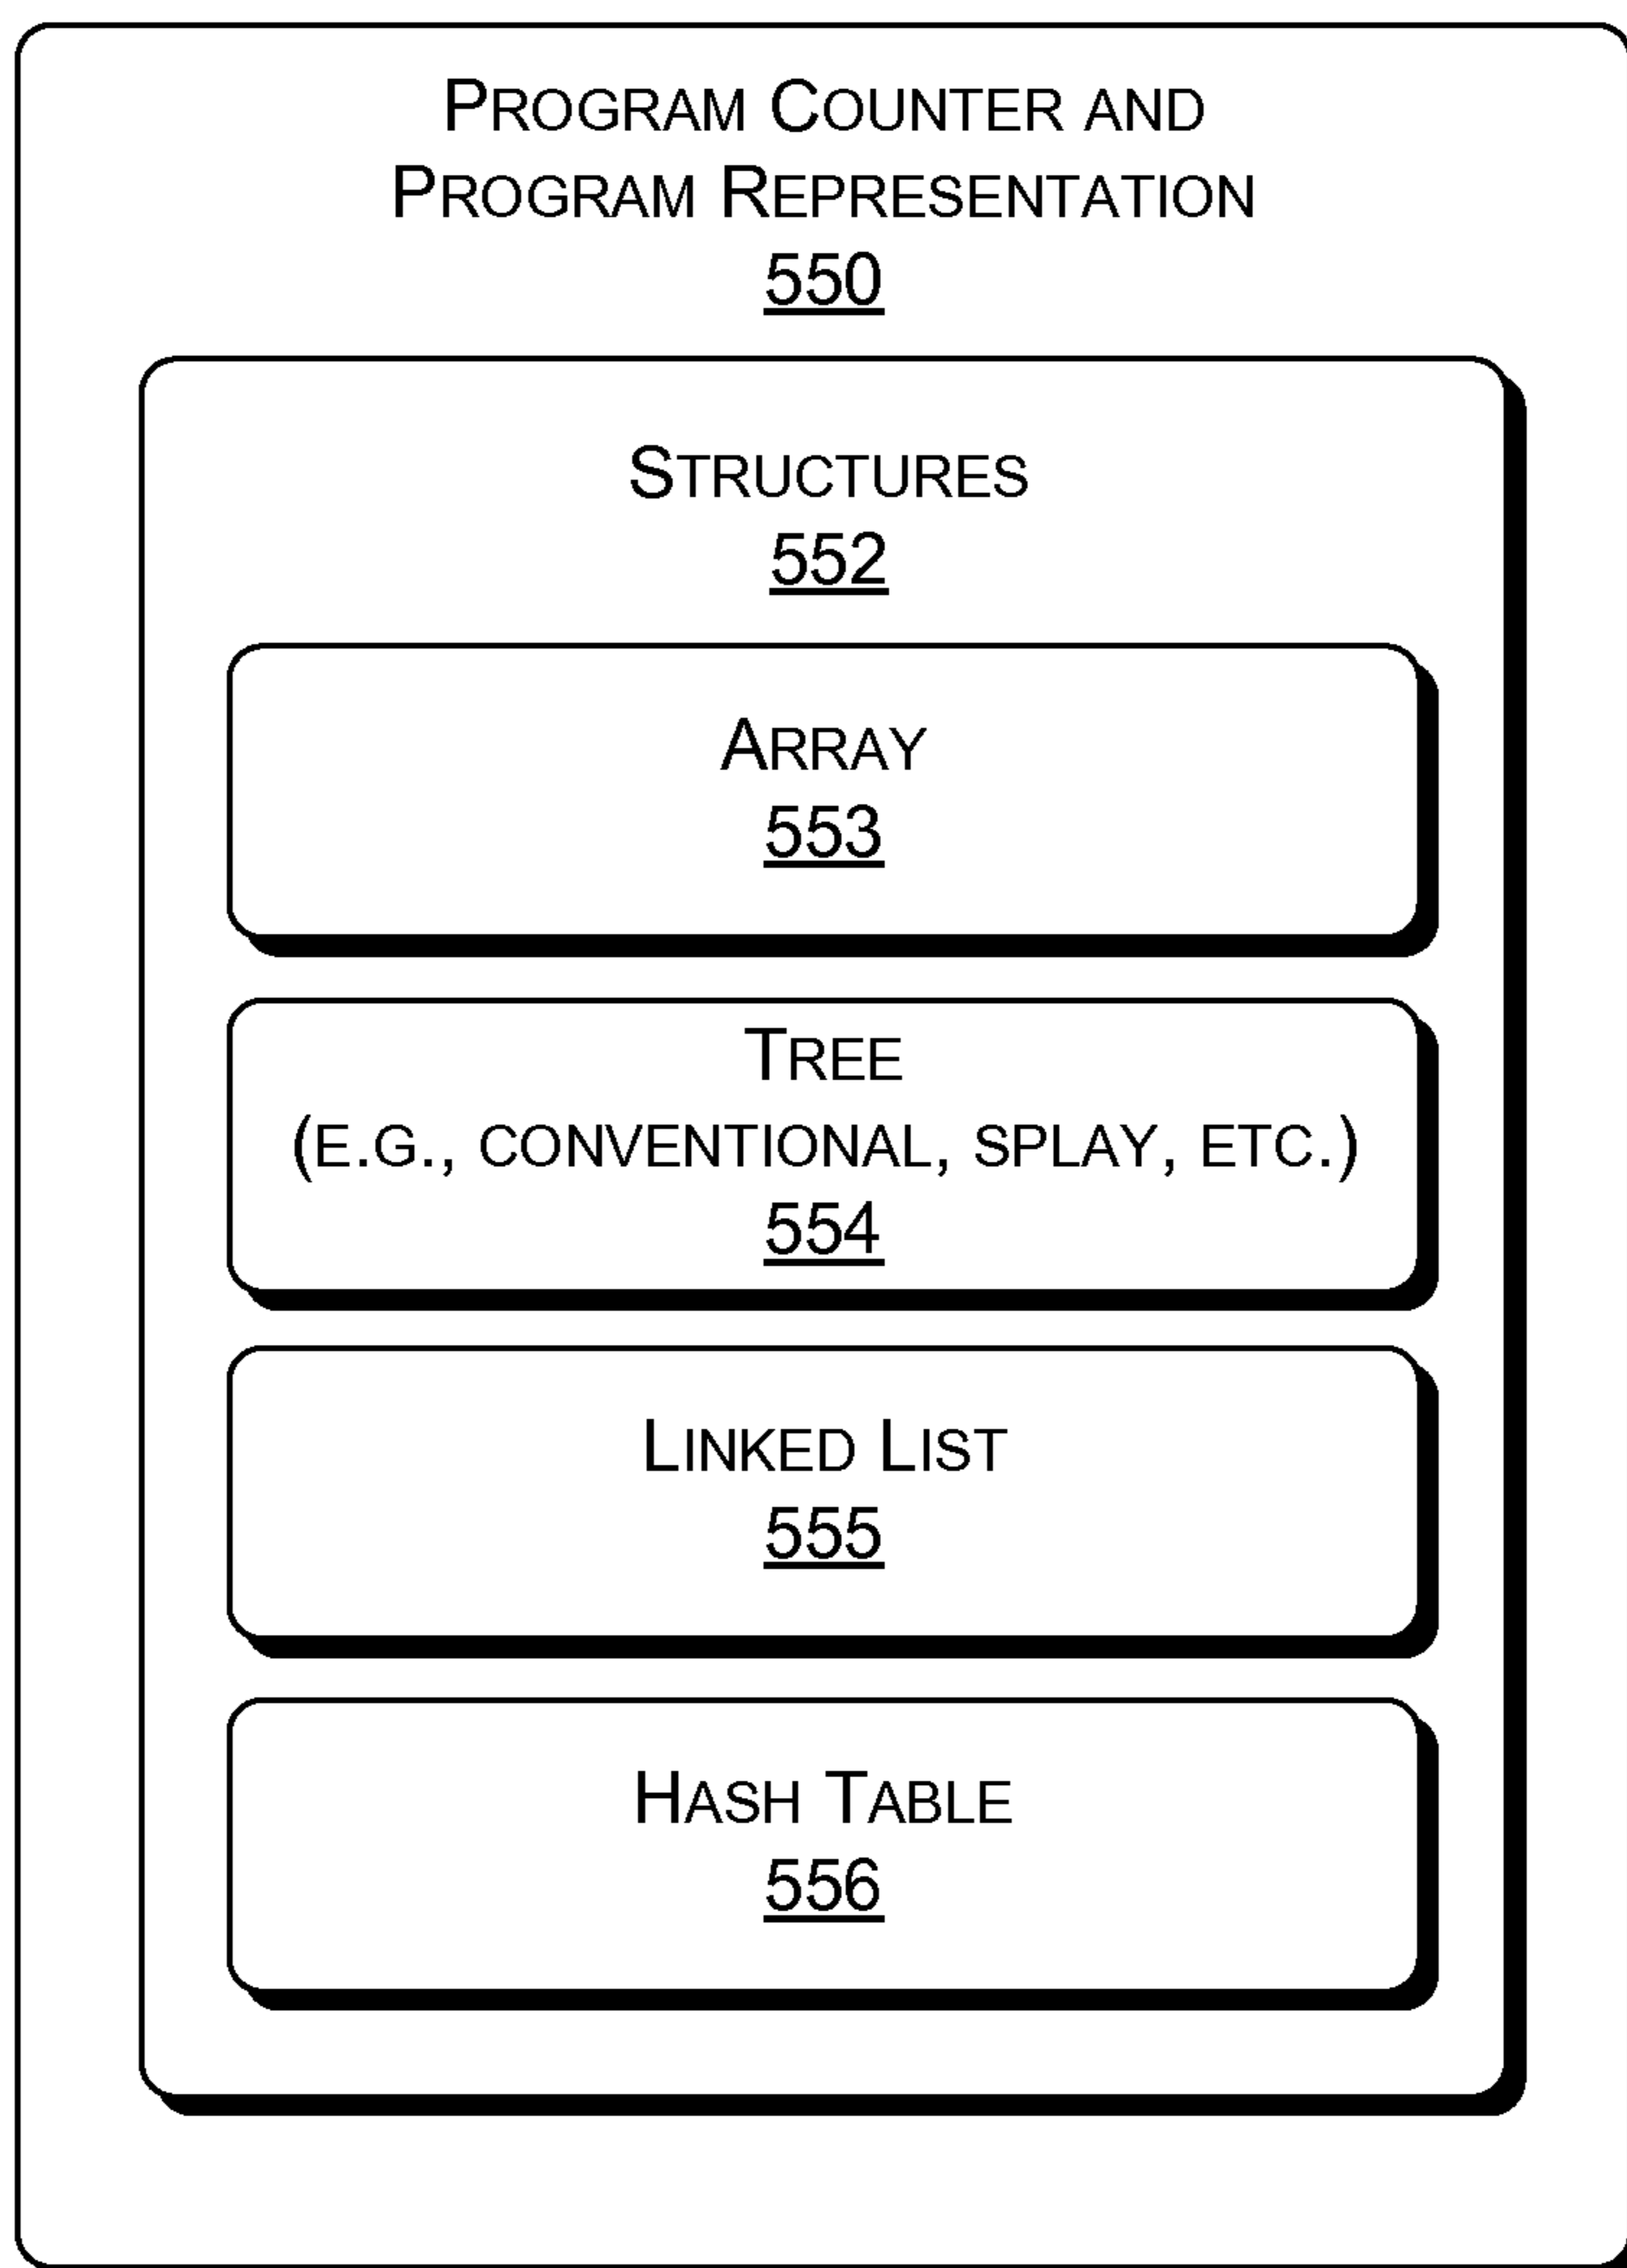 Program Counter and
Program Representation
550
Structures
552
Array
553
Tree
(e.g., conventional, splay, etc.)
554
Linked List
555
Hash Table
556